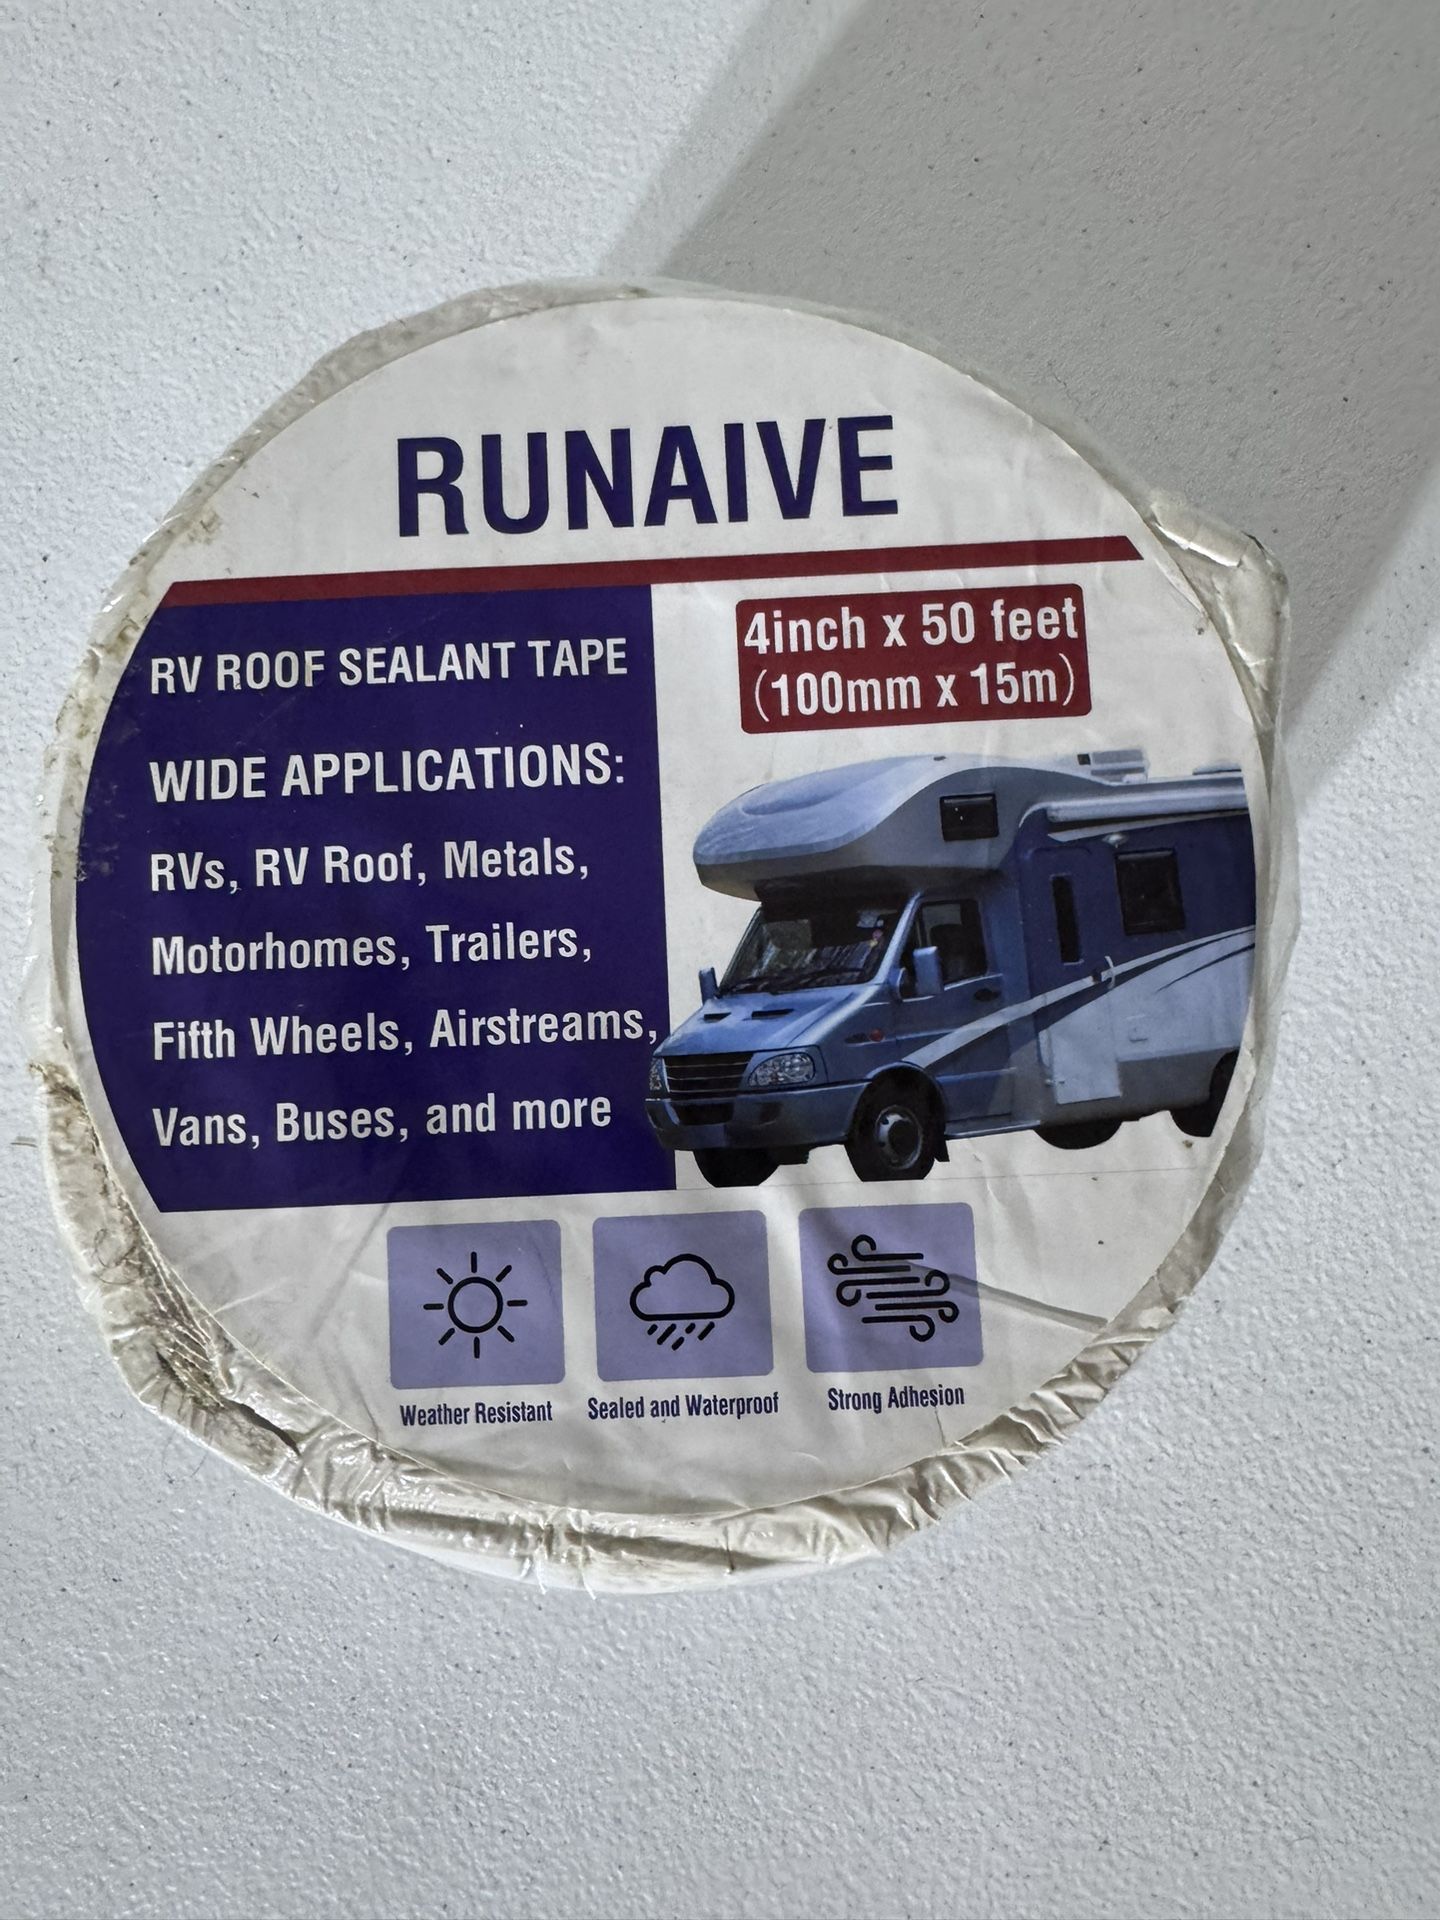 RUNAIVE
RV ROOF SEALANT TAPE
4inch x 50 feet
(100mm x 15m)
WIDE APPLICATIONS:
RVs, RV Roof, Metals,
Motorhomes, Trailers,
Fifth Wheels, Airstreams,
Vans, Buses, and more
Weather Resistant
Sealed and Waterproof
Strong Adhesion